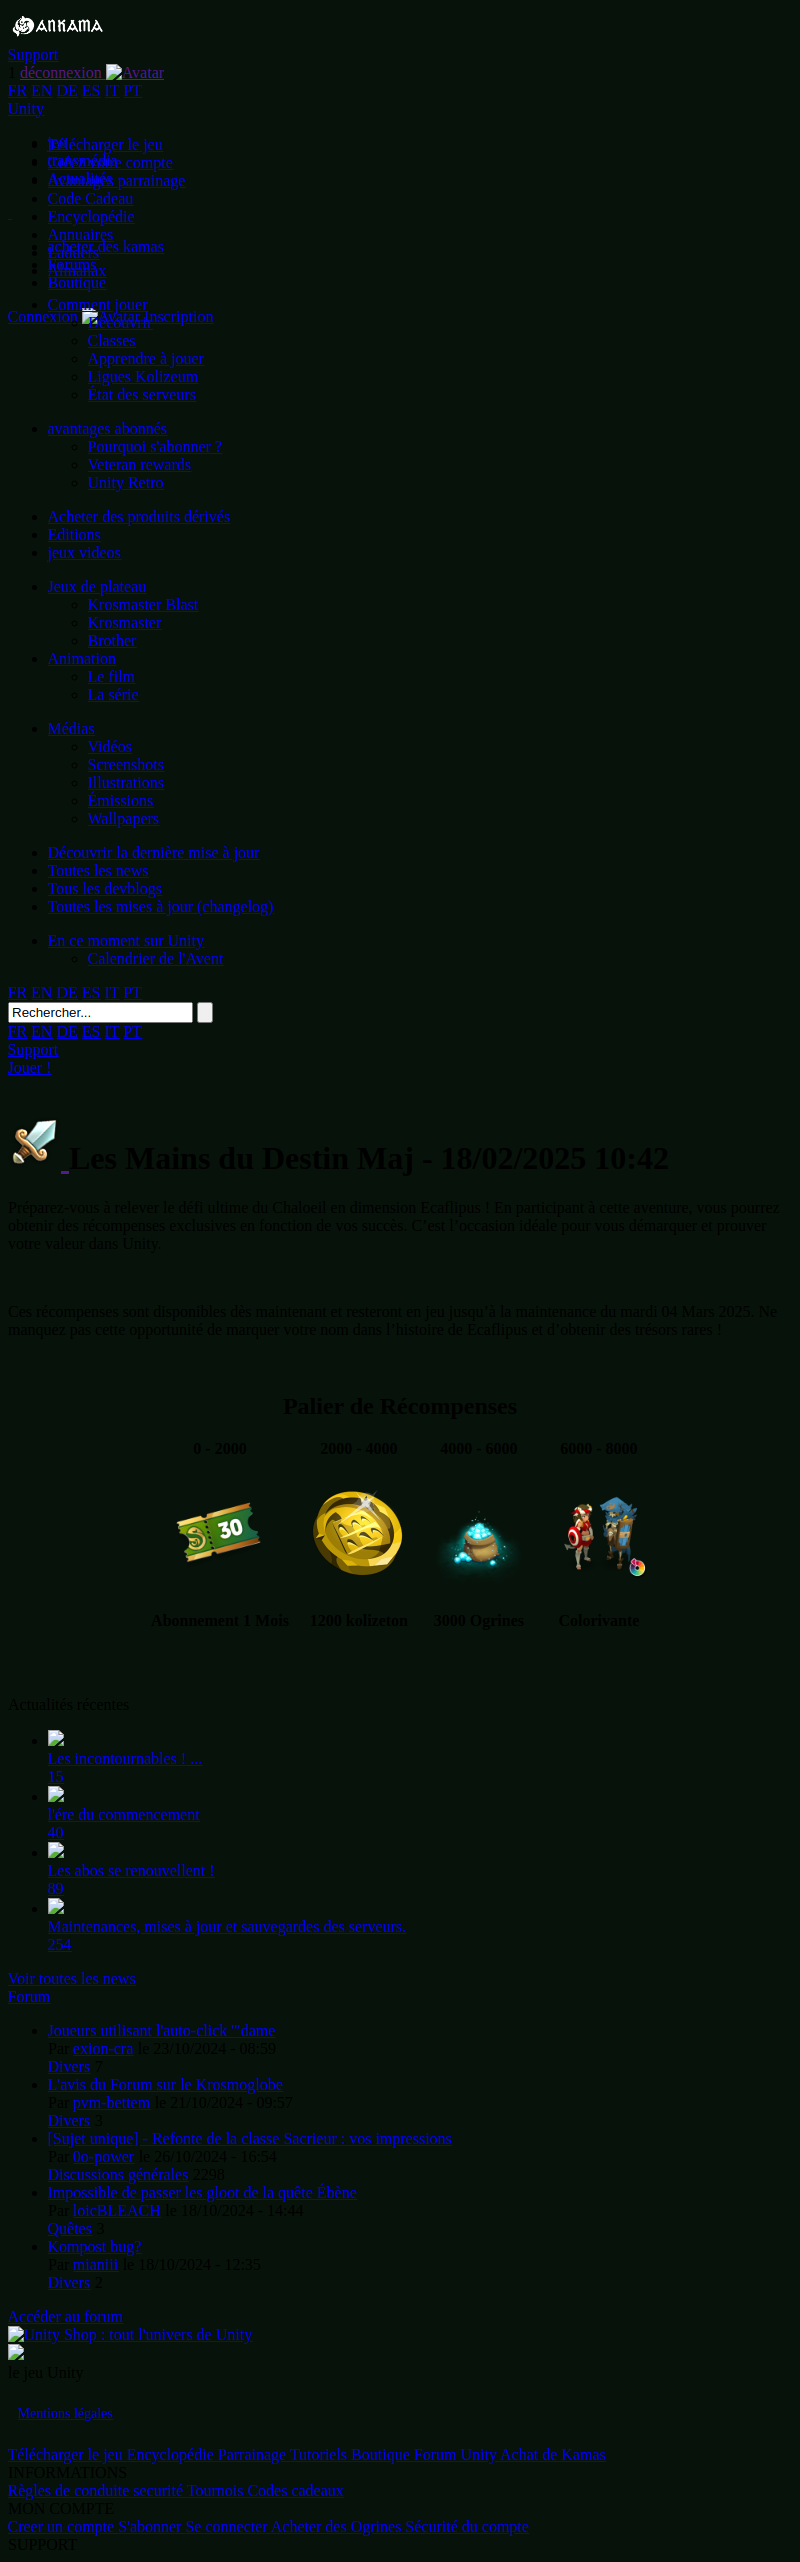 ANKAMA
Support
déconnexion Avatar
FR EN DE ES IT PT
Unity
Télécharger le jeu
Avantages parrainage
Code Cadeau
Encyclopédie
Annuaires
acheter des kamas
Ladders
Forums
Almanax
Boutique
Comment jouer
Connexion Avatar Inscription
Découvrir
Classes
Apprendre à jouer
Ligues Kolizeum
État des serveurs
avantages abonnés
Pourquoi s'abonner ?
Veteran rewards
Unity Retro
Acheter des produits dérivés
Editions
jeux videos
Jeux de plateau
Krosmaster Blast
Krosmaster
Brother
Animation
Le film
La série
Médias
Vidéos
Screenshots
Illustrations
Émissions
Wallpapers
Découvrir la dernière mise à jour
Toutes les news
Tous les devblogs
Toutes les mises à jour (changelog)
En ce moment sur Unity
Calendrier de l'Avent
FR EN DE ES IT PT
Rechercher...
FR EN DE ES IT PT
Support
Jouer !
Les Mains du Destin Maj - 18/02/2025 10:42
Préparez-vous à relever le défi ultime du Chaloeil en dimension Ecaflipus ! En participant à cette aventure, vous pourrez
obtenir des récompenses exclusives en fonction de vos succès. C’est l’occasion idéale pour vous démarquer et prouver
votre valeur dans Unity.
Ces récompenses sont disponibles dès maintenant et resteront en jeu jusqu’à la maintenance du mardi 04 Mars 2025. Ne
manquez pas cette opportunité de marquer votre nom dans l’histoire de Ecaflipus et d’obtenir des trésors rares !
Palier de Récompenses
0 - 2000 2000 - 4000 4000 - 6000 6000 - 8000
30
Abonnement 1 Mois 1200 kolizeton 3000 Ogrines Colorivante
Actualités récentes
Les incontournables ! ...
15
l'ére du commencement
40
Les abos se renouvellent !
89
Maintenances, mises à jour et sauvegardes des serveurs.
254
Voir toutes les news
Forum
Joueurs utilisant l'auto-click '"dame
Par exion-cra le 23/10/2024 - 08:59
Divers 7
L'avis du Forum sur le Krosmoglobe
Par pvm-hettem le 21/10/2024 - 09:57
Divers 3
[Sujet unique] - Refonte de la classe Sacrieur : vos impressions
Par 0o-power le 26/10/2024 - 16:54
Discussions générales 2298
Impossible de passer les gloot de la quête Ébène
Par loicBLEACH le 18/10/2024 - 14:44
Quêtes 3
Kompost bug?
Par mianlii le 18/10/2024 - 12:35
Divers 2
Accéder au forum
Unity Shop : tout l'univers de Unity
le jeu Unity
Mentions légales
Télécharger le jeu Encyclopédie Parrainage Tutoriels Boutique Forum Unity Achat de Kamas
INFORMATIONS
Règles de conduite securité Tournois Codes cadeaux
MON COMPTE
Creer un compte S'abonner Se connecter Acheter des Ogrines Sécurité du compte
SUPPORT